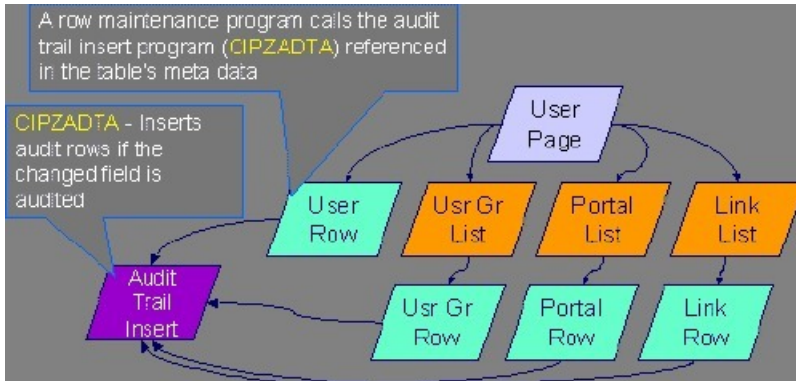 A row maintenance program calls the audit
trail insert program (CIPZADTA) referenced
in the table's meta data
CIPZADTA - Inserts
audit rows if the
changed field is
audited
User
Page
User
Row
Usr Gr
List
Portal
List
Link
List
Audit
Trail
Insert
Usr Gr
Row
Portal
Row
Link
Row